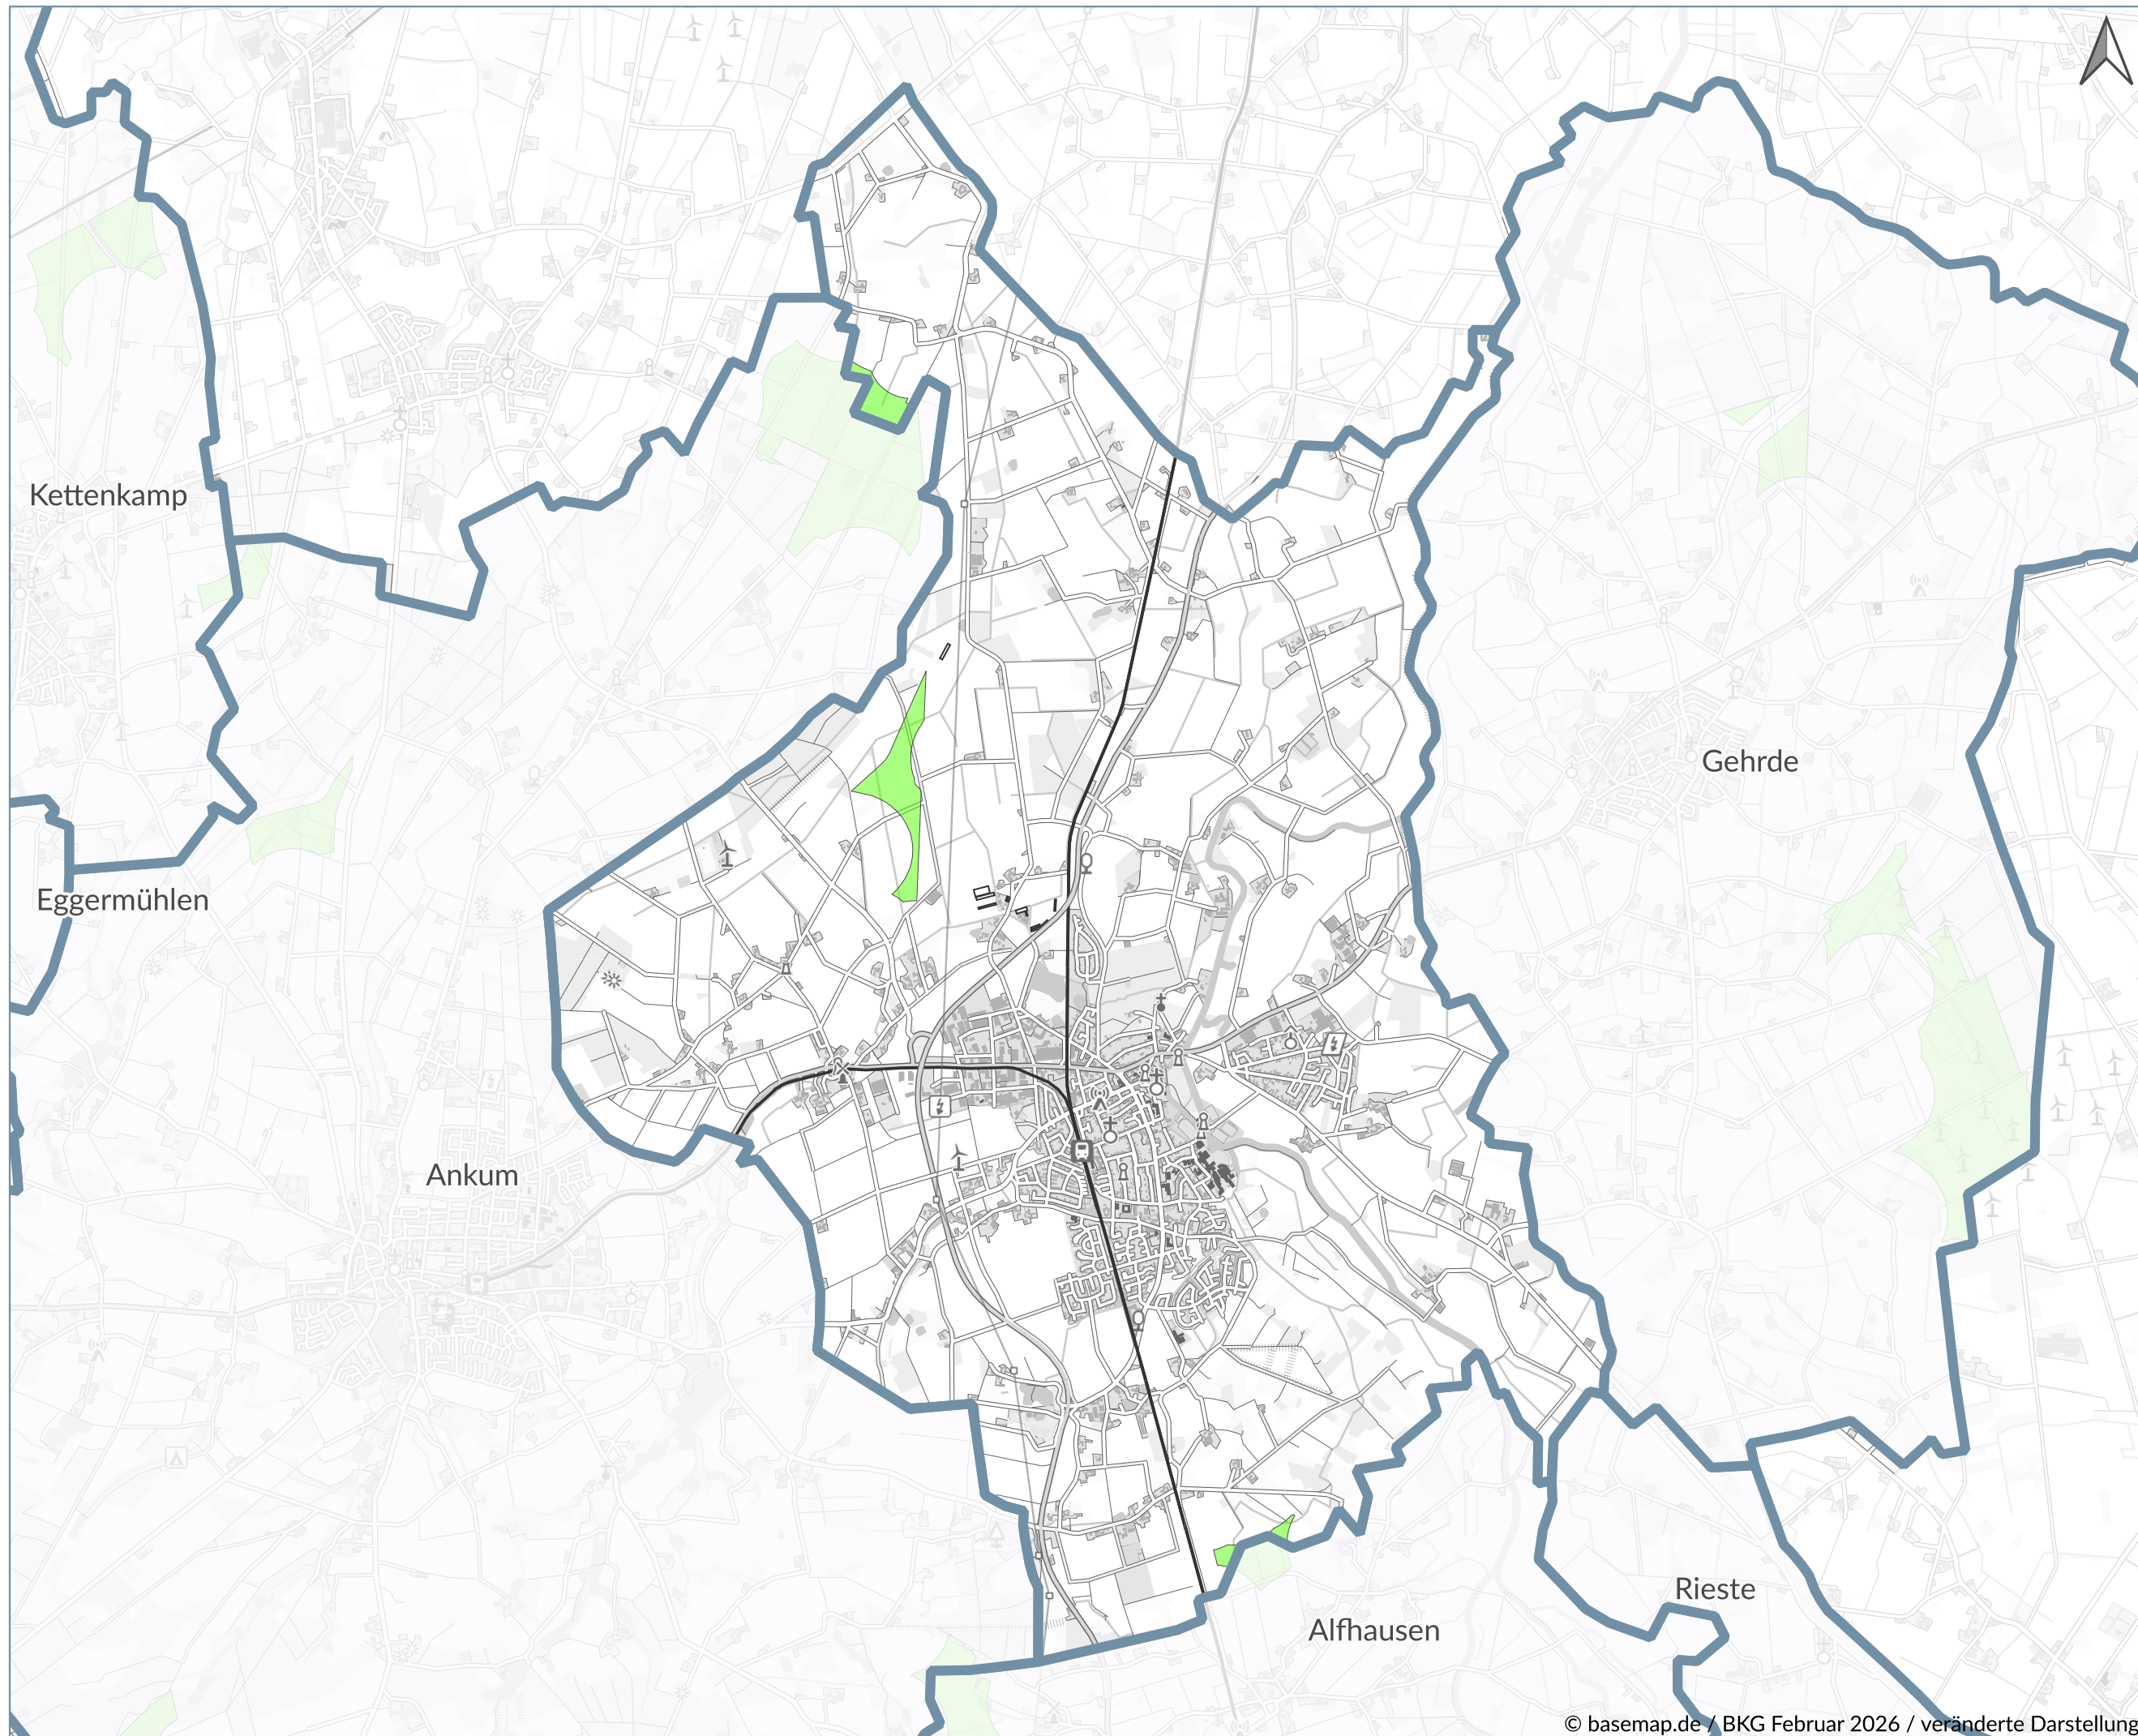 Kettenkamp
Gehrde
Eggermühlen
Ankum
Rieste
Alfhausen
© basemap.de / BKG Februar 2026 / veränderte Darstellung